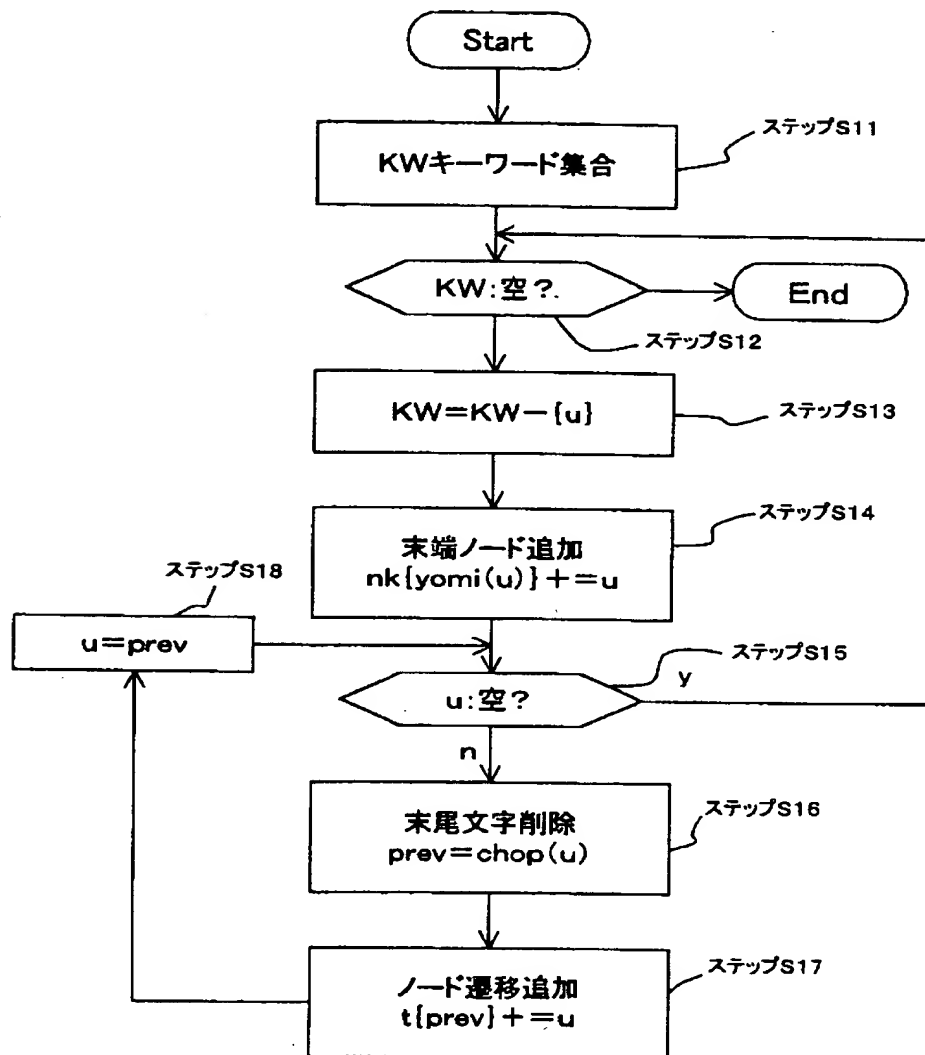 Start
ステップS11
KWキーワード集合
KW:空?.
End
ステップS12
KW=KW-{u}
ステップS13
ステップS14
末端ノード追加
nk{yomi(u)}+=u
ステップS18
u=prev
ステップS15
u:空?
y
n
ステップS16
末尾文字削除
prev=chop(u)
ステップS17
ノード遷移追加
t{prev}+=u